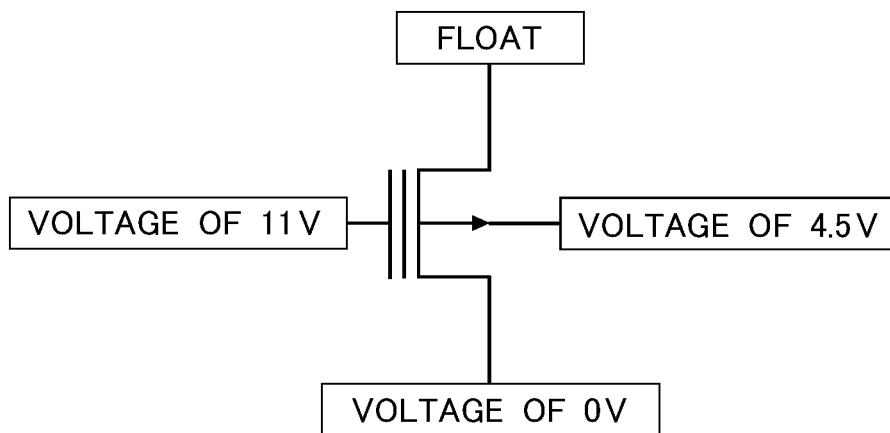 FLOAT
VOLTAGE OF 11V
VOLTAGE OF 4.5V
VOLTAGE OF 0V